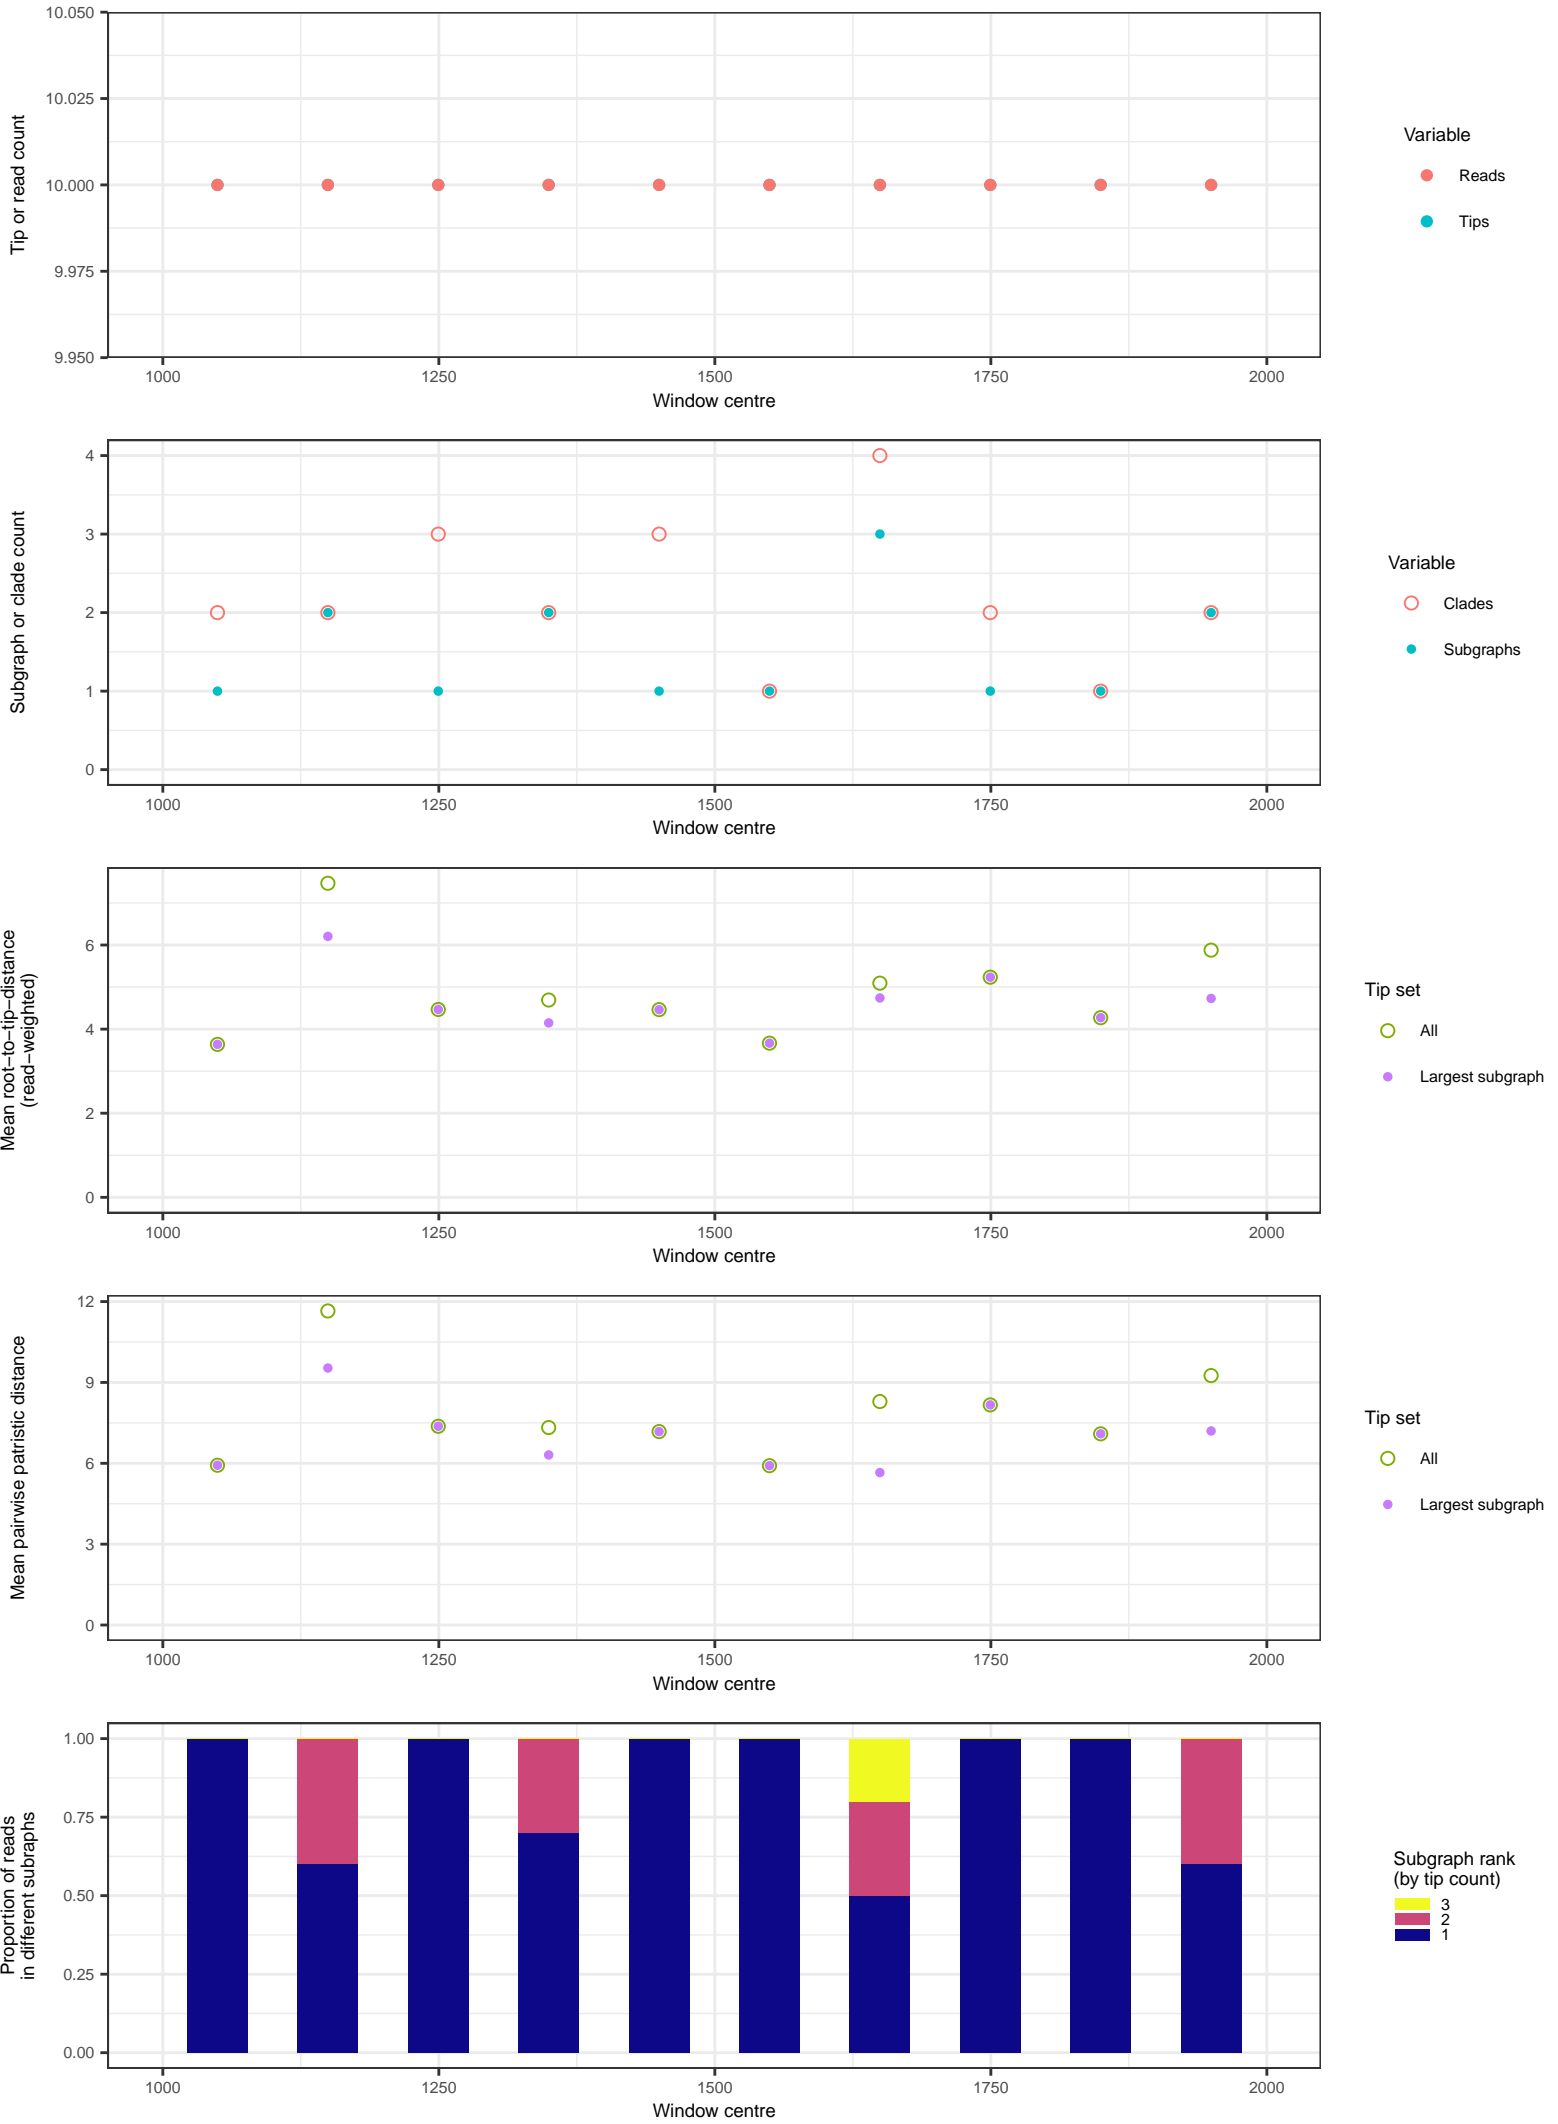 10.050
10.025
10.000
9.975
9.950
Tip or read count
1000 1250 1500 1750 2000
Window centre
Variable
Reads
Tips
4
3
2
1
0
Subgraph or clade count
1000 1250 1500 1750 2000
Window centre
Variable
Clades
Subgraphs
6
4
2
0
Mean root−to−tip−distance
(read−weighted)
1000 1250 1500 1750 2000
Window centre
Tip set
All
Largest subgraph
12
9
6
3
0
Mean pairwise patristic distance
1000 1250 1500 1750 2000
Window centre
Tip set
All
Largest subgraph
1.00
0.75
0.50
0.25
0.00
Proportion of reads
in different subraphs
1000 1250 1500 1750 2000
Window centre
Subgraph rank
(by tip count)
3
2
1